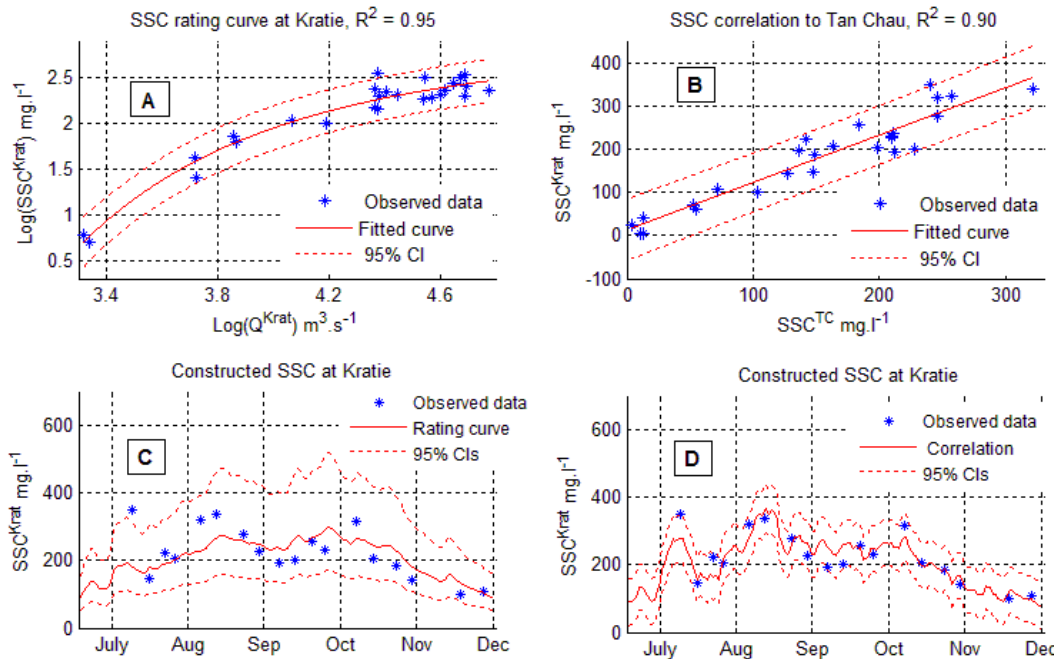 SSC rating curve at Kratie, R² = 0.95
2.5
2
1.5
1
0.5
Log(SSC^Krat) mg.l⁻¹
A
Observed data
Fitted curve
95% CI
3.4
3.8
4.2
4.6
Log(Q^Krat) m³.s⁻¹
SSC correlation to Tan Chau, R² = 0.90
400
300
200
100
0
-100
SSC^Krat mg.l⁻¹
B
Observed data
Fitted curve
95% CI
0
100
200
300
SSC^TC mg.l⁻¹
Constructed SSC at Kratie
600
400
200
0
SSC^Krat mg.l⁻¹
C
Observed data
Rating curve
95% CIs
July
Aug
Sep
Oct
Nov
Dec
Constructed SSC at Kratie
600
400
200
0
SSC^Krat mg.l⁻¹
D
Observed data
Correlation
95% CIs
July
Aug
Sep
Oct
Nov
Dec